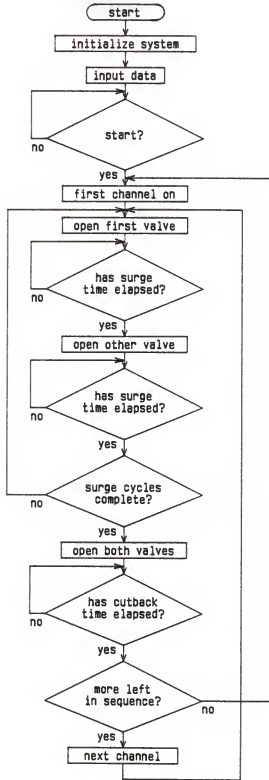 start
initialize system
input data
start?
no
yes
first channel on
open first valve
has surge
time elapsed?
no
yes
open other valve
has surge
time elapsed?
no
yes
surge cycles
complete?
no
yes
open both valves
has cutback
time elapsed?
no
yes
more left
in sequence?
no
yes
next channel